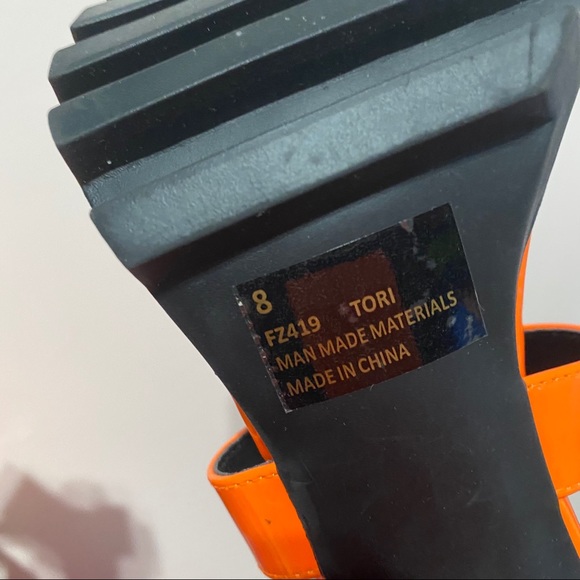 8
FZ419 TORI
MAN MADE MATERIALS
MADE IN CHINA